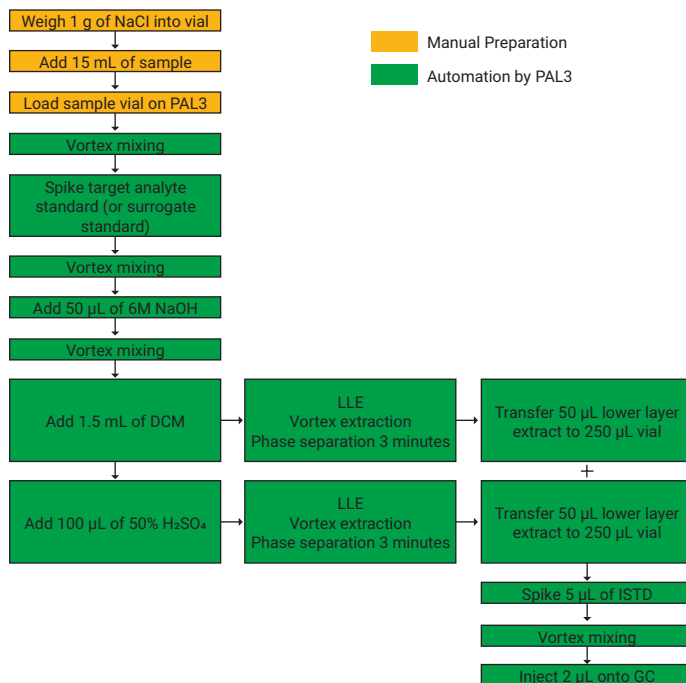 Weigh 1 g of NaCl into vial
Add 15 mL of sample
Load sample vial on PAL3
Manual Preparation
Automation by PAL3
Vortex mixing
Spike target analyte
standard (or surrogate
standard)
Vortex mixing
Add 50 µL of 6M NaOH
Vortex mixing
Add 1.5 mL of DCM
LLE
Vortex extraction
Phase separation 3 minutes
Transfer 50 µL lower layer
extract to 250 µL vial
+
Add 100 µL of 50% H₂SO₄
LLE
Vortex extraction
Phase separation 3 minutes
Transfer 50 µL lower layer
extract to 250 µL vial
Spike 5 µL of ISTD
Vortex mixing
Inject 2 µL onto GC